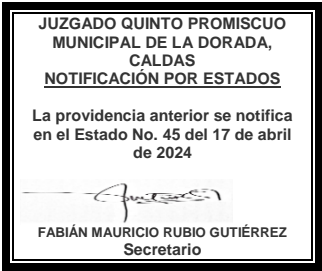 JUZGADO QUINTO PROMISCUO
MUNICIPAL DE LA DORADA,
CALDAS
NOTIFICACIÓN POR ESTADOS
La providencia anterior se notifica
en el Estado No. 45 del 17 de abril
de 2024
FABIÁN MAURICIO RUBIO GUTIÉRREZ
Secretario